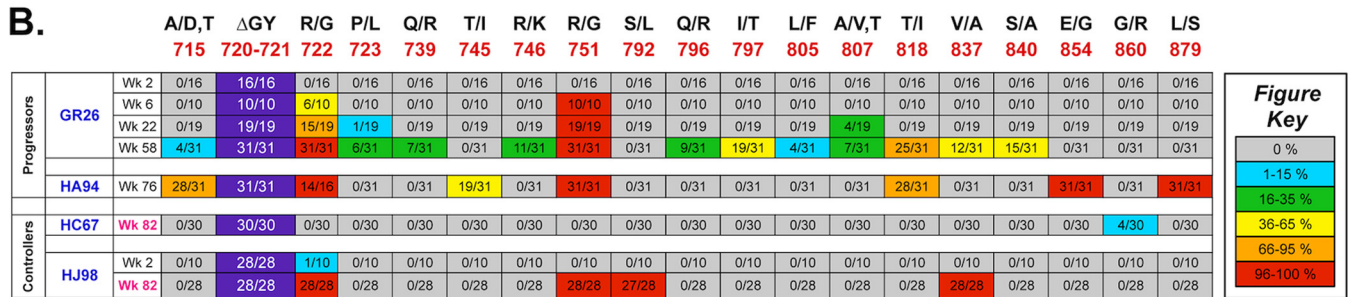 B.
A/D,T ΔGY R/G P/L Q/R T/I R/K R/G S/L Q/R I/T L/F A/V,T T/I V/A S/A E/G G/R L/S
715 720-721 722 723 739 745 746 751 792 796 797 805 807 818 837 840 854 860 879
Progressors
GR26
Wk 2 0/16 16/16 0/16 0/16 0/16 0/16 0/16 0/16 0/16 0/16 0/16 0/16 0/16 0/16 0/16 0/16 0/16 0/16 0/16
Wk 6 0/10 10/10 6/10 0/10 0/10 0/10 0/10 10/10 0/10 0/10 0/10 0/10 0/10 0/10 0/10 0/10 0/10 0/10 0/10
Wk 22 0/19 19/19 15/19 1/19 0/19 0/19 0/19 19/19 0/19 0/19 0/19 0/19 4/19 0/19 0/19 0/19 0/19 0/19 0/19
Wk 58 4/31 31/31 31/31 6/31 7/31 0/31 11/31 31/31 0/31 9/31 19/31 4/31 7/31 25/31 12/31 15/31 0/31 0/31 0/31
HA94 Wk 76 28/31 31/31 14/16 0/31 0/31 19/31 0/31 31/31 0/31 0/31 0/31 0/31 0/31 28/31 0/31 0/31 31/31 0/31 31/31
Controllers
HC67 Wk 82 0/30 30/30 0/30 0/30 0/30 0/30 0/30 0/30 0/30 0/30 0/30 0/30 0/30 0/30 0/30 0/30 0/30 4/30 0/30
HJ98
Wk 2 0/10 28/28 1/10 0/10 0/10 0/10 0/10 0/10 0/10 0/10 0/10 0/10 0/10 0/10 0/10 0/10 0/10 0/10 0/10
Wk 82 0/28 28/28 28/28 0/28 0/28 0/28 0/28 28/28 27/28 0/28 0/28 0/28 0/28 0/28 28/28 0/28 0/28 0/28 0/28
Figure
Key
0 %
1-15 %
16-35 %
36-65 %
66-95 %
96-100 %